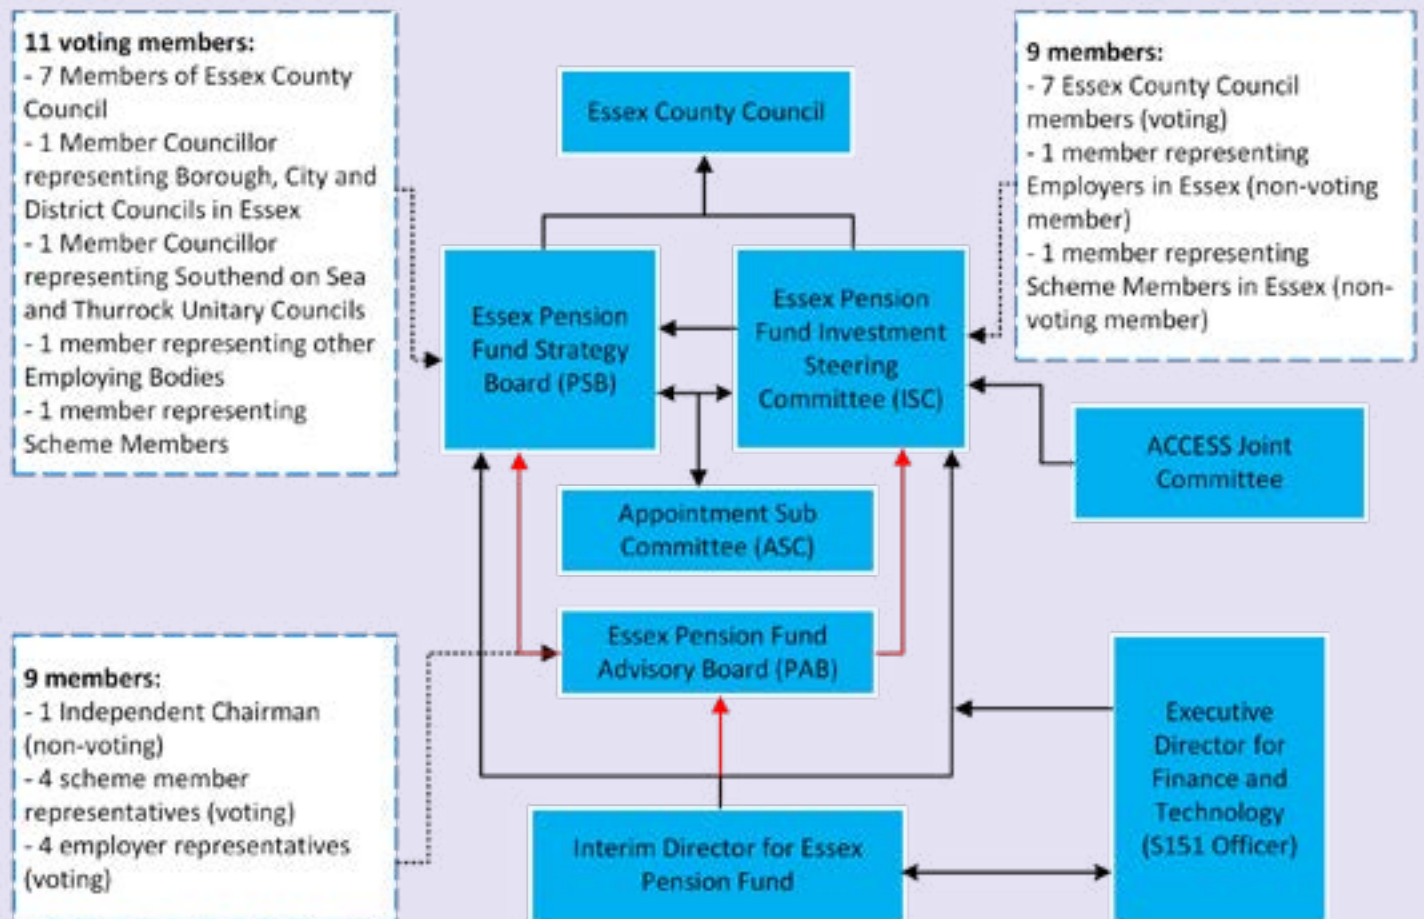 11 voting members:
- 7 Members of Essex County
Council
- 1 Member Councillor
representing Borough, City and
District Councils in Essex
- 1 Member Councillor
representing Southend on Sea
and Thurrock Unitary Councils
- 1 member representing other
Employing Bodies
- 1 member representing
Scheme Members
Essex County Council
9 members:
- 7 Essex County Council
members (voting)
- 1 member representing
Employers in Essex (non-voting
member)
- 1 member representing
Scheme Members in Essex (non-
voting member)
Essex Pension
Fund Strategy
Board (PSB)
Essex Pension
Fund Investment
Steering
Committee (ISC)
ACCESS Joint
Committee
Appointment Sub
Committee (ASC)
Essex Pension Fund
Advisory Board (PAB)
9 members:
- 1 Independent Chairman
(non-voting)
- 4 scheme member
representatives (voting)
- 4 employer representatives
(voting)
Executive
Director for
Finance and
Technology
(S151 Officer)
Interim Director for Essex
Pension Fund